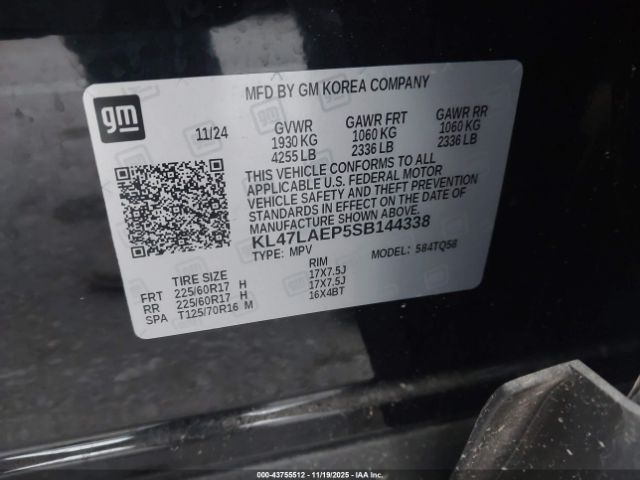 MFD BY GM KOREA COMPANY
gm
11/24
GVWR GAWR FRT GAWR RR
1930 KG 1060 KG 1060 KG
4255 LB 2336 LB 2336 LB
THIS VEHICLE CONFORMS TO ALL
APPLICABLE U.S. FEDERAL MOTOR
VEHICLE SAFETY AND THEFT PREVENTION
STANDARDS IN EFFECT ON THE DATE OF
MANUFACTURE SHOWN ABOVE.
KL47LAEP5SB144338
TYPE: MPV MODEL: 584TQ58
TIRE SIZE RIM
FRT 225/60R17 H 17X7.5J
RR 225/60R17 H 17X7.5J
SPA T125/70R16 M 16X4BT
000-43755512 - 11/19/2025 - IAAI.COM